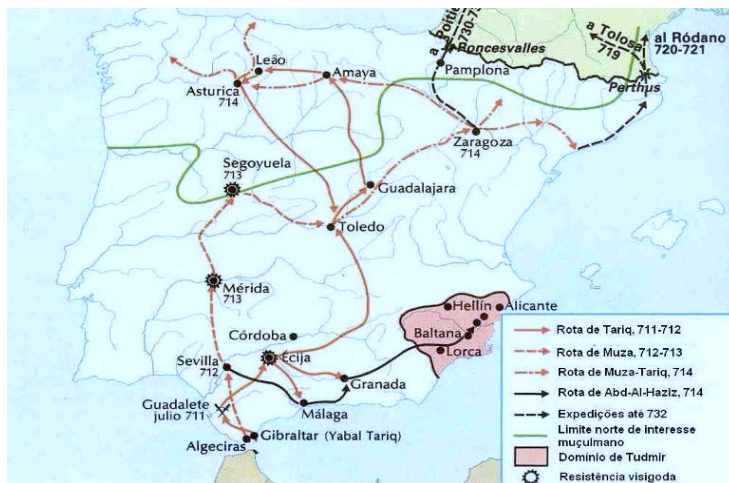 a Poitie
730-73
Roncesvalles
a Tolosa
719
al Ródano
720-721
Perthus
Pamplona
Leão
Amaya
Asturica
714
Zaragoza
714
Segoyuela
713
Guadalajara
Toledo
Mérida
713
Hellín
Alicante
Baltana
Lorca
Córdoba
Écija
Sevilla
712
Granada
Guadalete
julio 711
Málaga
Gibraltar (Yabal Tariq)
Algeciras
Rota de Tariq, 711-712
Rota de Muza, 712-713
Rota de Muza-Tariq, 714
Rota de Abd-Al-Haziz, 714
Expedições até 732
Limite norte de interesse
muçulmano
Domínio de Tudmir
Resistência visigoda